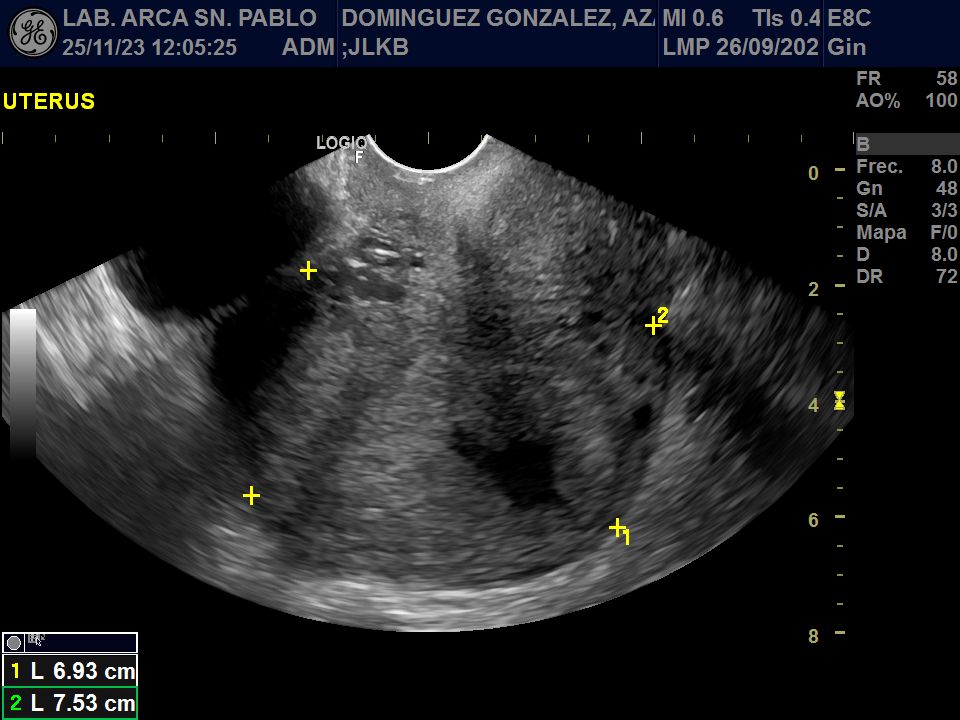 LAB. ARCA SN. PABLO
DOMINGUEZ GONZALEZ, AZ
MI 0.6 TIs 0.4
E8C
25/11/23 12:05:25 ADM
;JLKB
LMP 26/09/202
Gin
UTERUS
LOGIQ
F
FR 58
AO% 100
B
Frec. 8.0
Gn 48
S/A 3/3
Mapa F/0
D 8.0
DR 72
0
2
4
6
8
2
1
1 L 6.93 cm
2 L 7.53 cm